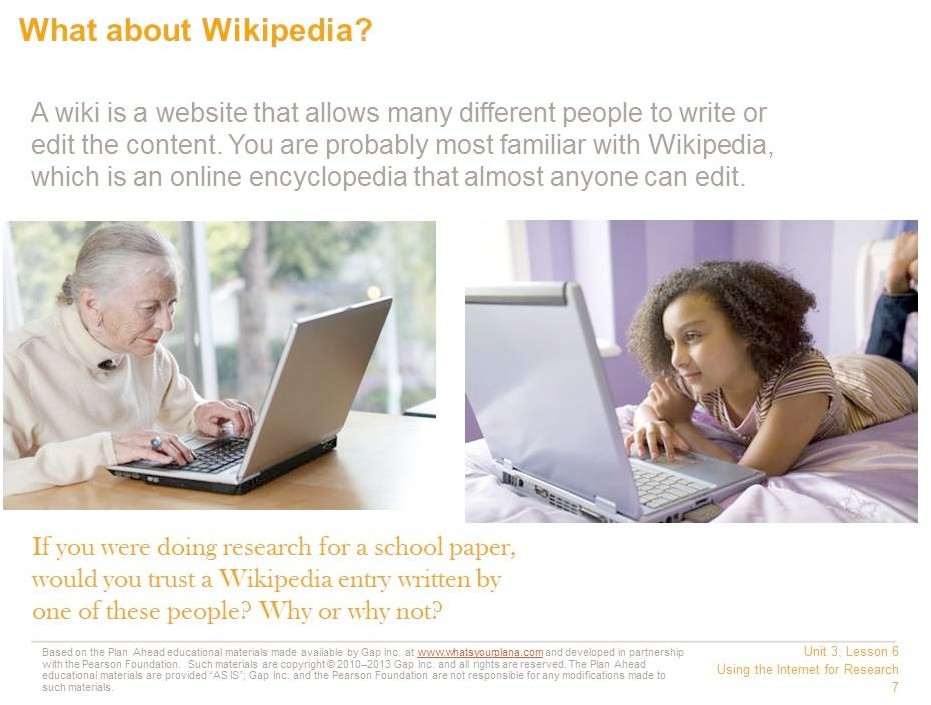 What about Wikipedia?
A wiki is a website that allows many different people to write or
edit the content. You are probably most familiar with Wikipedia,
which is an online encyclopedia that almost anyone can edit.
If you were doing research for a school paper,
would you trust a Wikipedia entry written by
one of these people? Why or why not?
Based on the Plan Ahead educational materials made available by Gap Inc. at www.whatsyourplana.com and developed in partnership
with the Pearson Foundation. Such materials are copyright © 2010–2013 Gap Inc. and all rights are reserved. The Plan Ahead
educational materials are provided “AS IS”; Gap Inc. and the Pearson Foundation are not responsible for any modifications made to
such materials.
Unit 3, Lesson 6
Using the Internet for Research
7